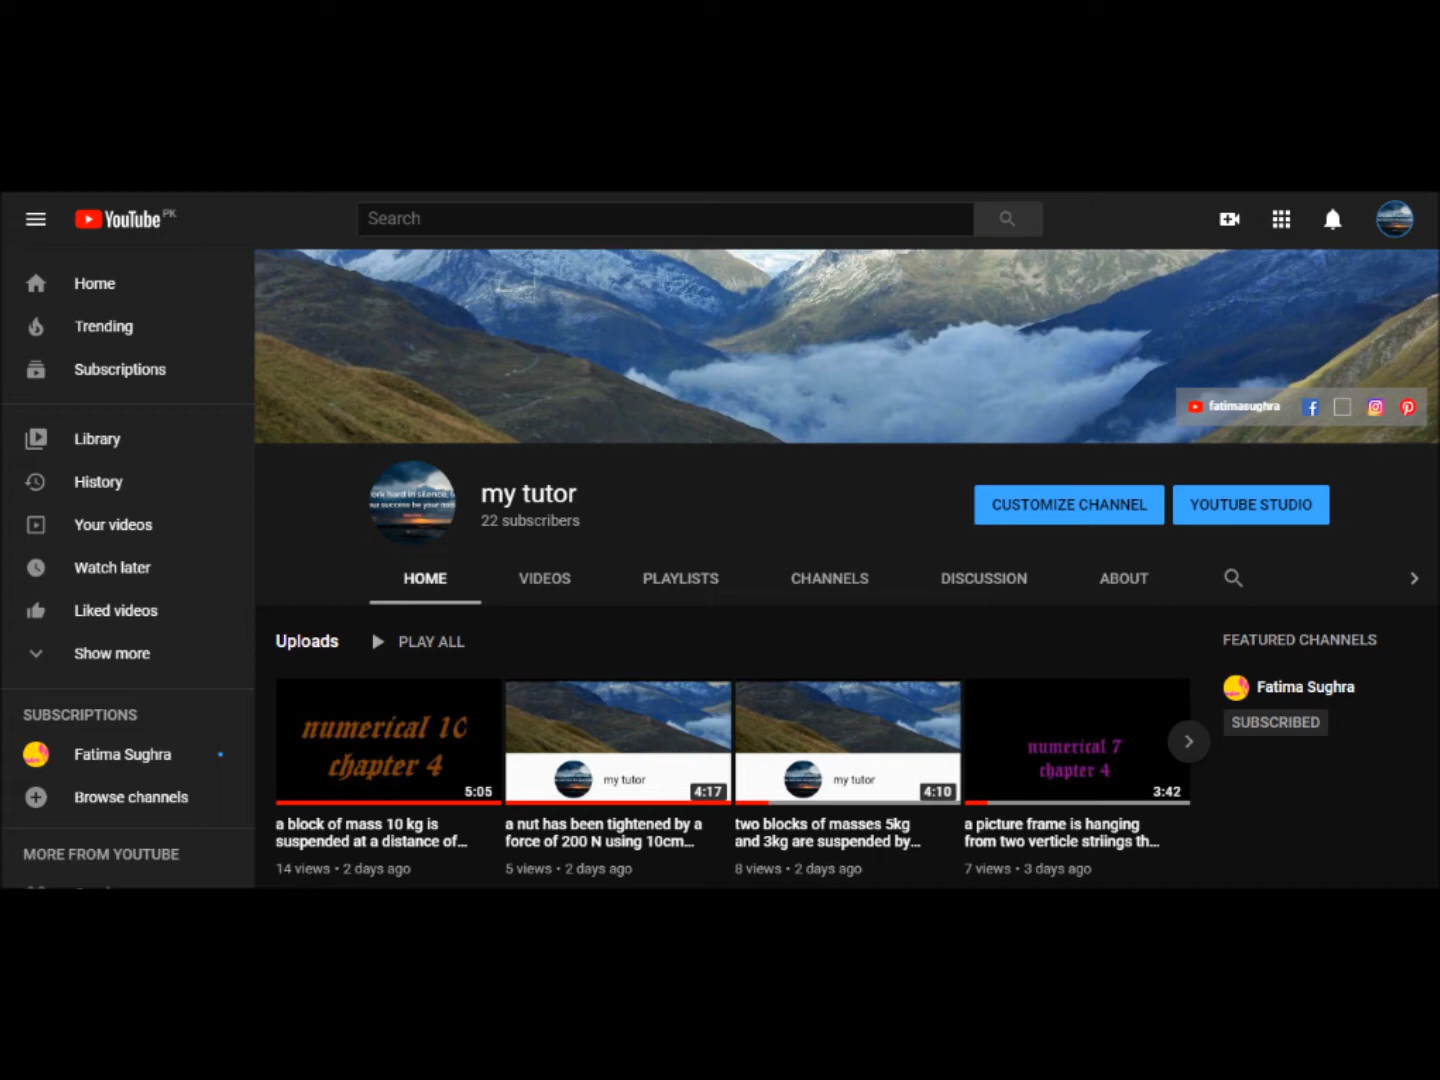 YouTube PK
Search
Home
Trending
Subscriptions
Library
History
Your videos
Watch later
Liked videos
Show more
SUBSCRIPTIONS
Fatima Sughra
Browse channels
MORE FROM YOUTUBE
fatimasughra
my tutor
22 subscribers
CUSTOMIZE CHANNEL
YOUTUBE STUDIO
HOME
VIDEOS
PLAYLISTS
CHANNELS
DISCUSSION
ABOUT
Uploads
PLAY ALL
numerical 10
chapter 4
5:05
a block of mass 10 kg is
suspended at a distance of...
14 views • 2 days ago
my tutor
4:17
a nut has been tightened by a
force of 200 N using 10cm...
5 views • 2 days ago
my tutor
4:10
two blocks of masses 5kg
and 3kg are suspended by...
8 views • 2 days ago
numerical 7
chapter 4
3:42
a picture frame is hanging
from two verticle striings th...
7 views • 3 days ago
FEATURED CHANNELS
Fatima Sughra
SUBSCRIBED